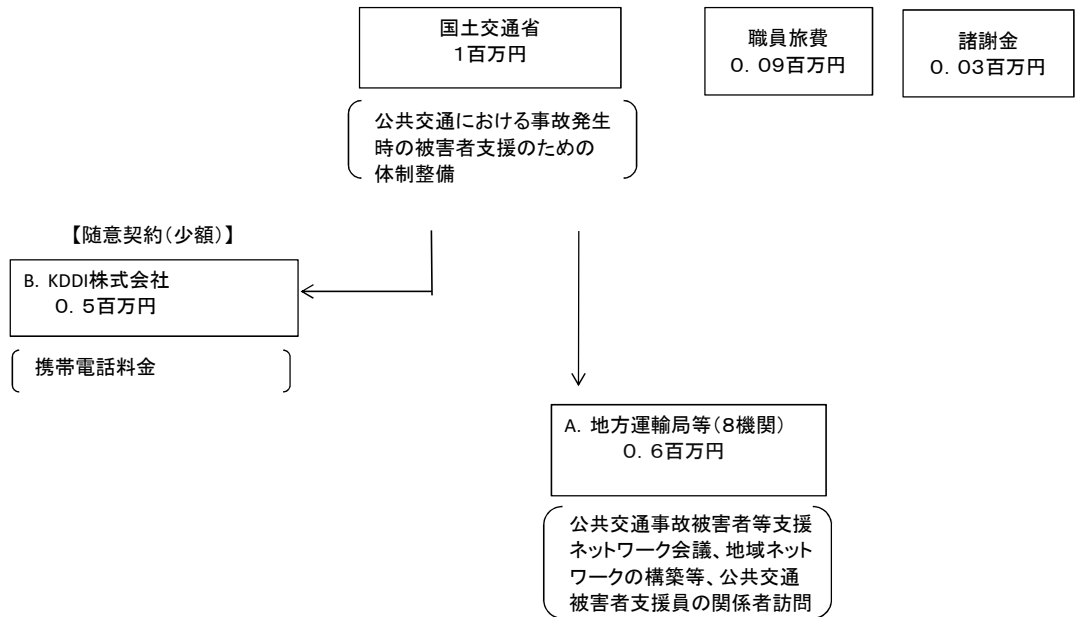 国土交通省
1百万円
職員旅費
0．09百万円
諸謝金
0．03百万円
公共交通における事故発生
時の被害者支援のための
体制整備
【随意契約(少額)】
B. KDDI株式会社
0．5百万円
携帯電話料金
A. 地方運輸局等(8機関)
0．6百万円
公共交通事故被害者等支援
ネットワーク会議、地域ネット
ワークの構築等、公共交通
被害者支援員の関係者訪問